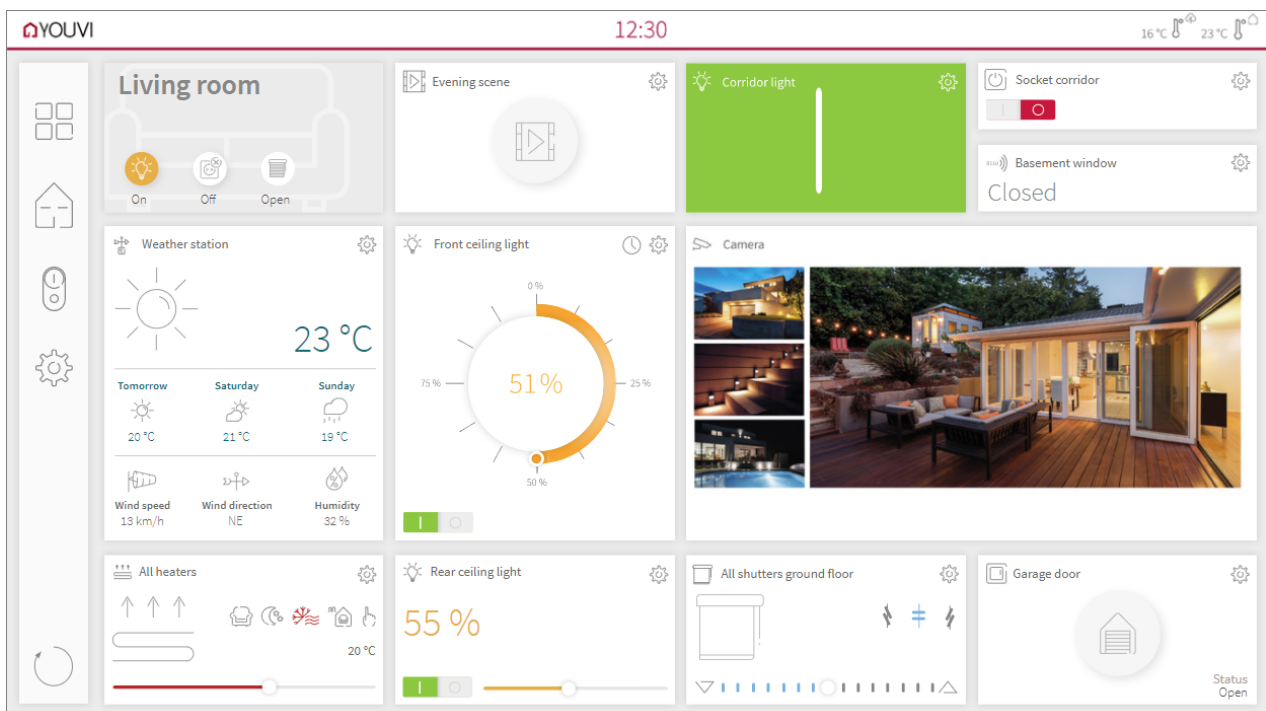 YOUVI
12:30
16 °C
23 °C
Living room
On
Off
Open
Evening scene
Corridor light
Socket corridor
Basement window
Closed
Weather station
23 °C
Tomorrow Saturday Sunday
20 °C 21 °C 19 °C
Wind speed Wind direction Humidity
13 km/h NE 32 %
Front ceiling light
0 %
75 %
51 %
25 %
50 %
Camera
All heaters
20 °C
Rear ceiling light
55 %
All shutters ground floor
Garage door
Status
Open